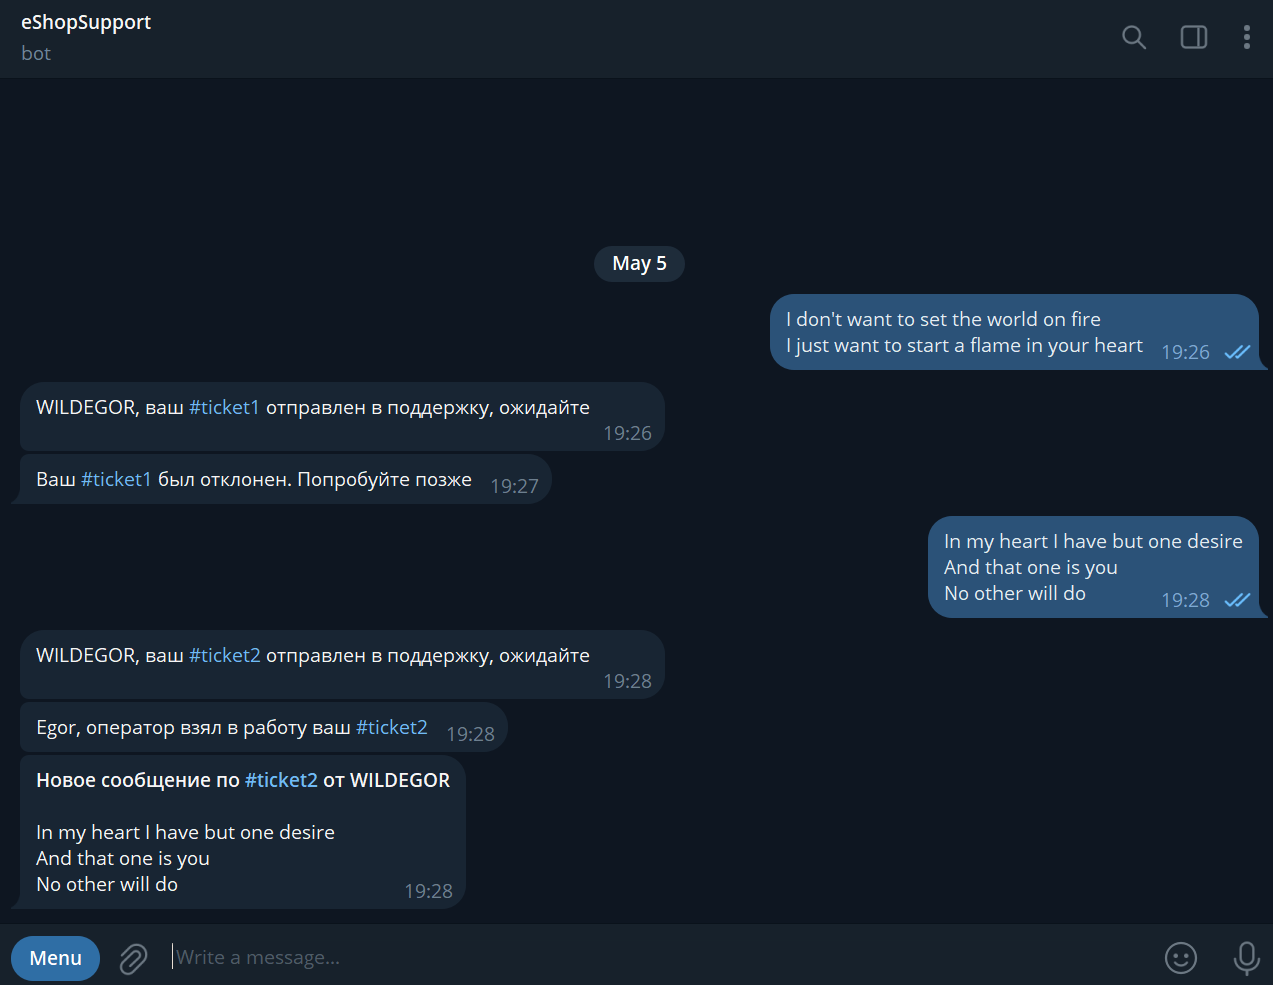 eShopSupport
bot
May 5
I don't want to set the world on fire
I just want to start a flame in your heart
19:26
WILDEGOR, ваш #ticket1 отправлен в поддержку, ожидайте
19:26
Ваш #ticket1 был отклонен. Попробуйте позже
19:27
In my heart I have but one desire
And that one is you
No other will do
19:28
WILDEGOR, ваш #ticket2 отправлен в поддержку, ожидайте
19:28
Egor, оператор взял в работу ваш #ticket2
19:28
Новое сообщение по #ticket2 от WILDEGOR
In my heart I have but one desire
And that one is you
No other will do
19:28
Menu
Write a message...